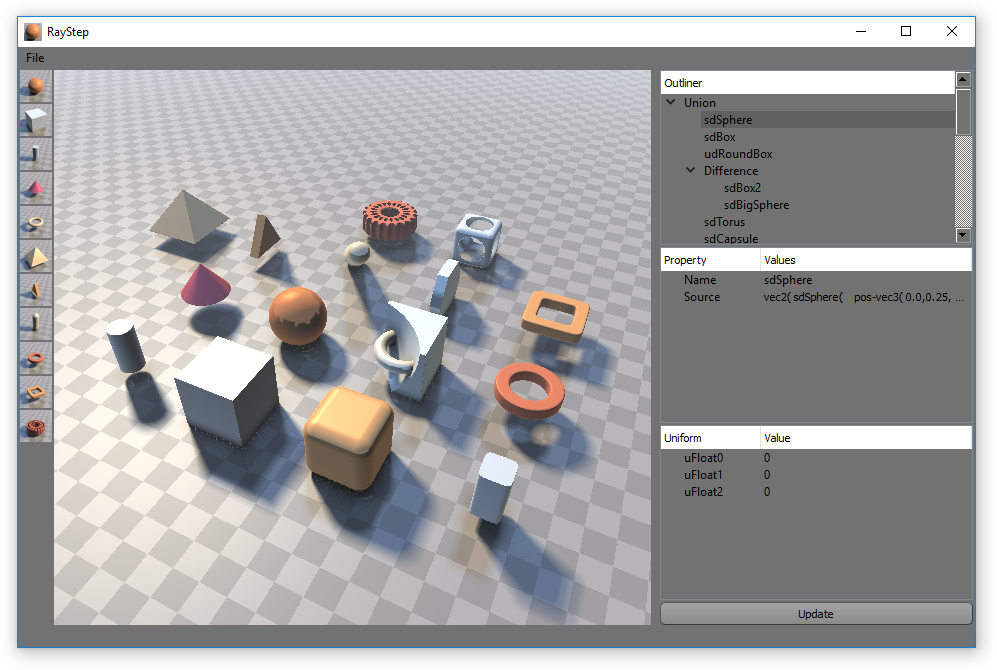 RayStep
File
Outliner
Union
sdSphere
sdBox
udRoundBox
Difference
sdBox2
sdBigSphere
sdTorus
sdCapsule
Property Values
Name sdSphere
Source vec2( sdSphere( pos-vec3( 0.0,0.25, ...
Uniform Value
uFloat0 0
uFloat1 0
uFloat2 0
Update